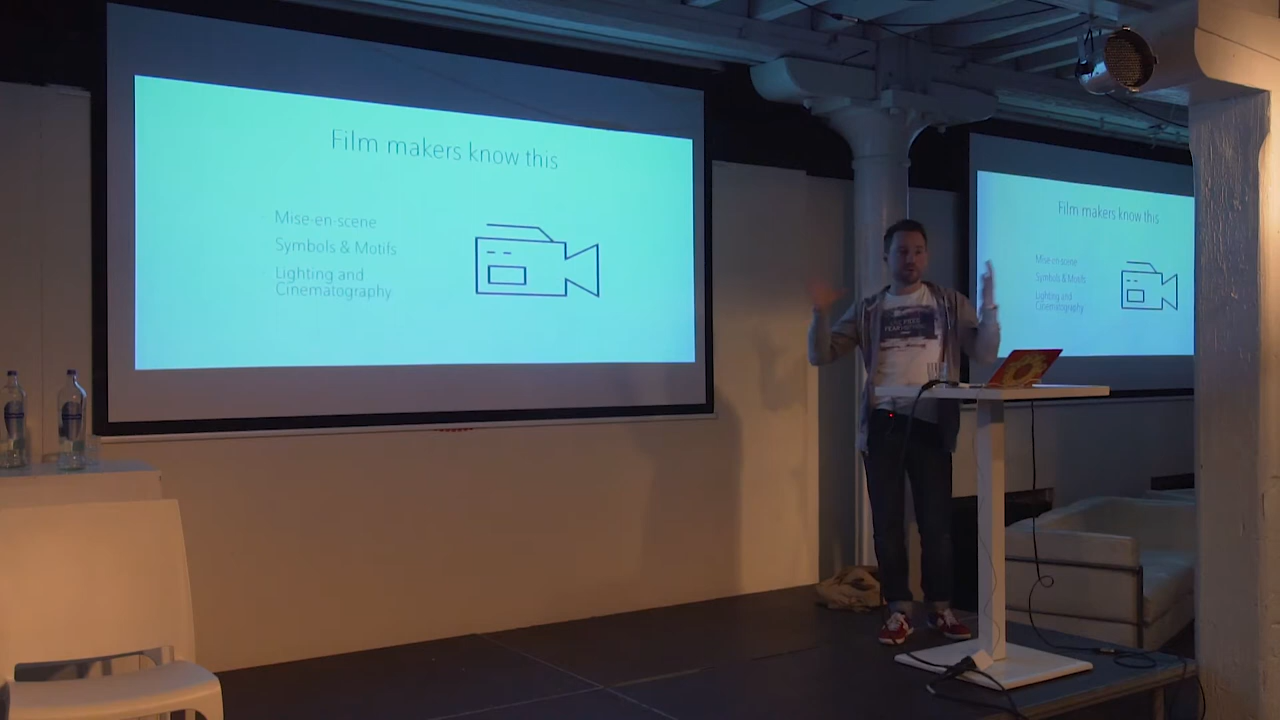 Film makers know this
Mise-en-scene
Symbols & Motifs
Lighting and
Cinematography
Film makers know this
Mise-en-scene
Symbols & Motifs
Lighting and
Cinematography